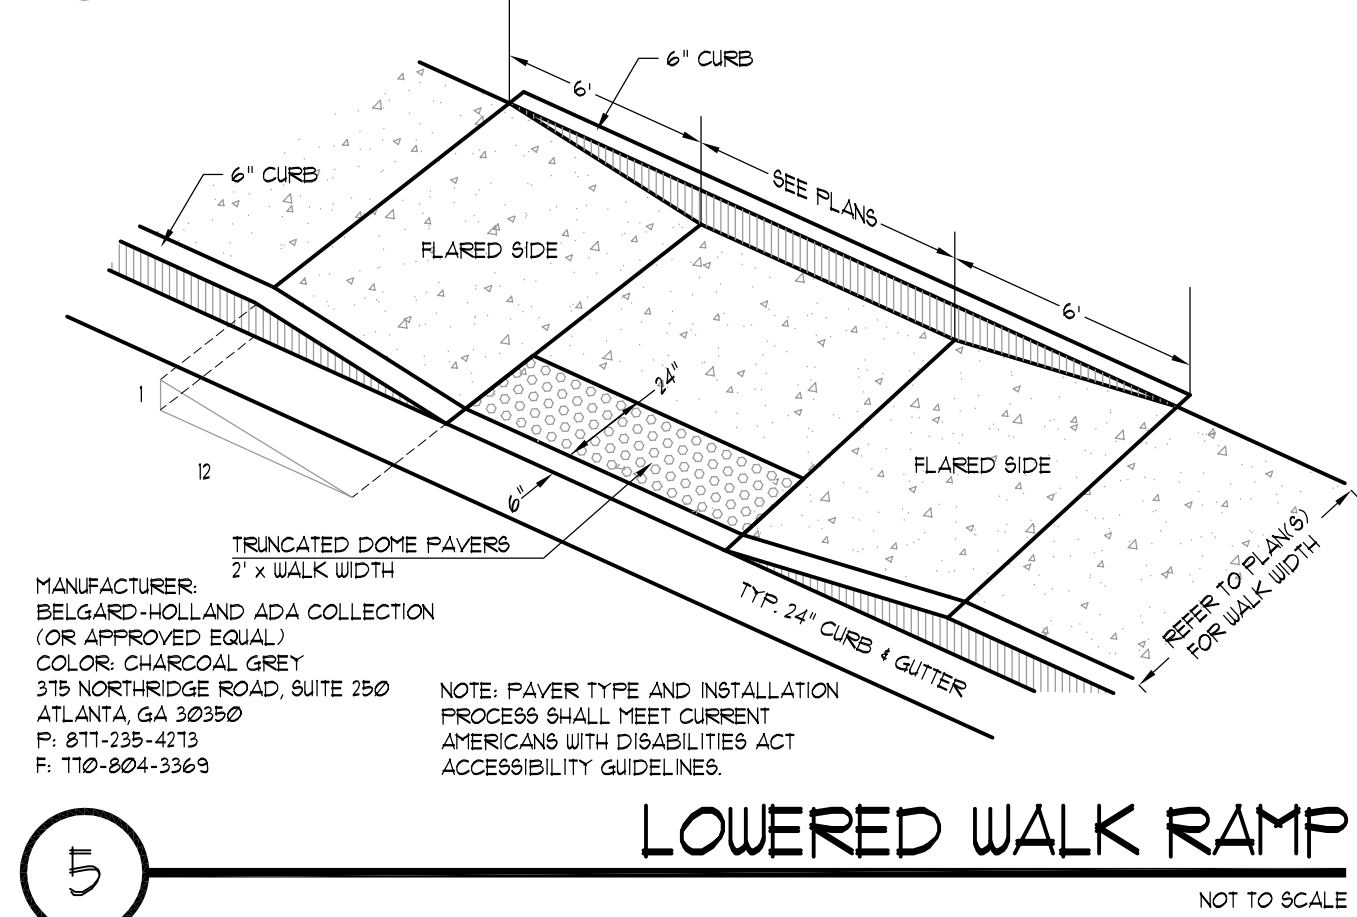 6" CURB
6'
6" CURB
SEE PLANS
FLARED SIDE
6'
24"
1
12
FLARED SIDE
6"
TRUNCATED DOME PAVERS
2' x WALK WIDTH
REFER TO PLAN(S)
FOR WALK WIDTH
TYP. 24" CURB & GUTTER
MANUFACTURER:
BELGARD-HOLLAND ADA COLLECTION
(OR APPROVED EQUAL)
COLOR: CHARCOAL GREY
375 NORTHRIDGE ROAD, SUITE 250
ATLANTA, GA 30350
P: 877-235-4273
F: 770-804-3369
NOTE: PAVER TYPE AND INSTALLATION
PROCESS SHALL MEET CURRENT
AMERICANS WITH DISABILITIES ACT
ACCESSIBILITY GUIDELINES.
5
LOWERED WALK RAMP
NOT TO SCALE